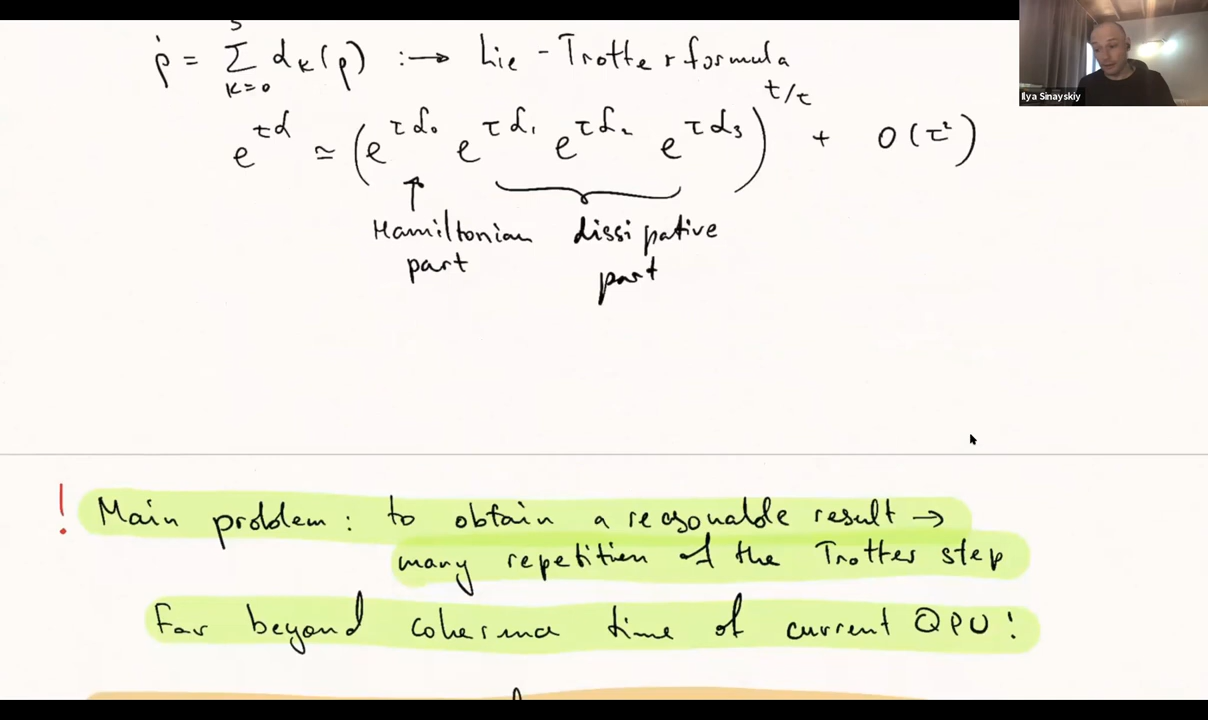 ρ̇ = Σ_{k=0}^{3} 𝓛_k(ρ) :→ Lie - Trotter formula
e^{τ𝓛} ≃ (e^{τ𝓛₀} e^{τ𝓛₁} e^{τ𝓛₂} e^{τ𝓛₃})^{t/τ} + O(τ²)
Hamiltonian part
dissipative part
! Main problem: to obtain a reasonable result →
many repetition of the Trotter step
Far beyond coherence time of current QPU!
Ilya Sinayskiy